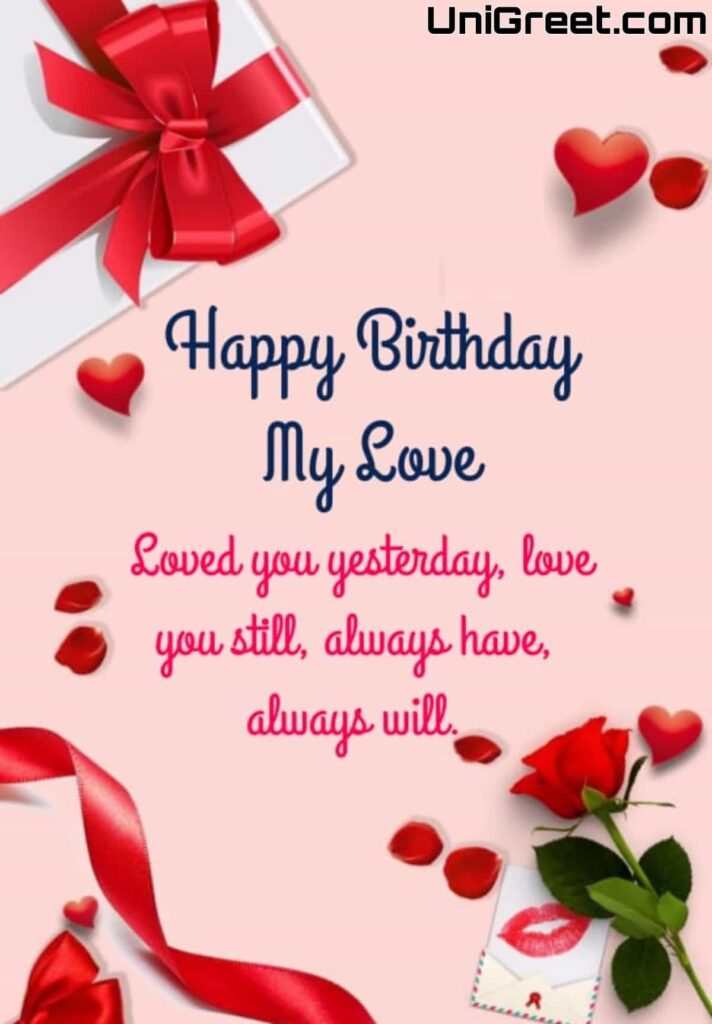 UniGreet.com
Happy Birthday
My Love
Loved you yesterday, love
you still, always have,
always will.